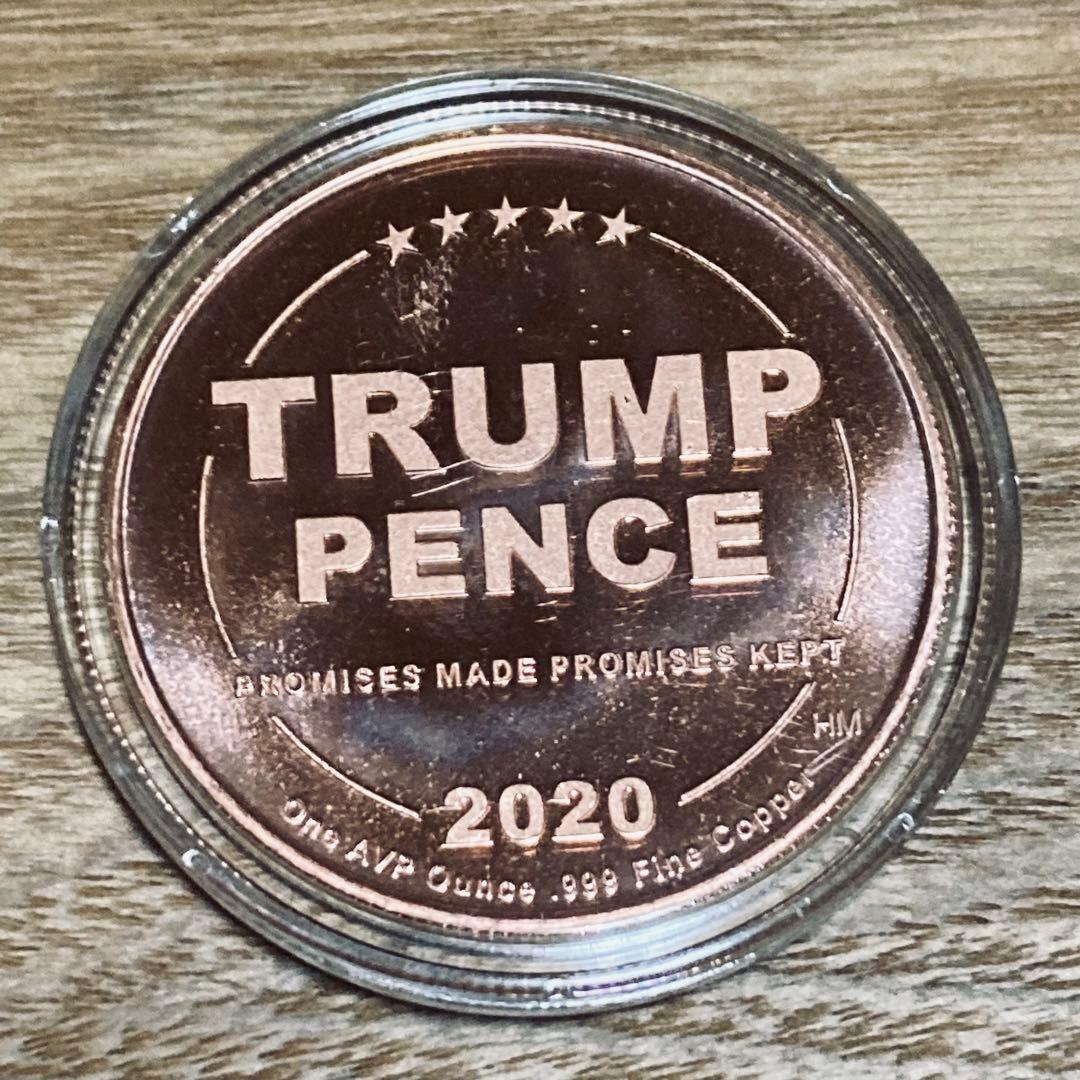 TRUMP
PENCE
PROMISES MADE PROMISES KEPT
HM
2020
One AVP Ounce .999 Fine Copper